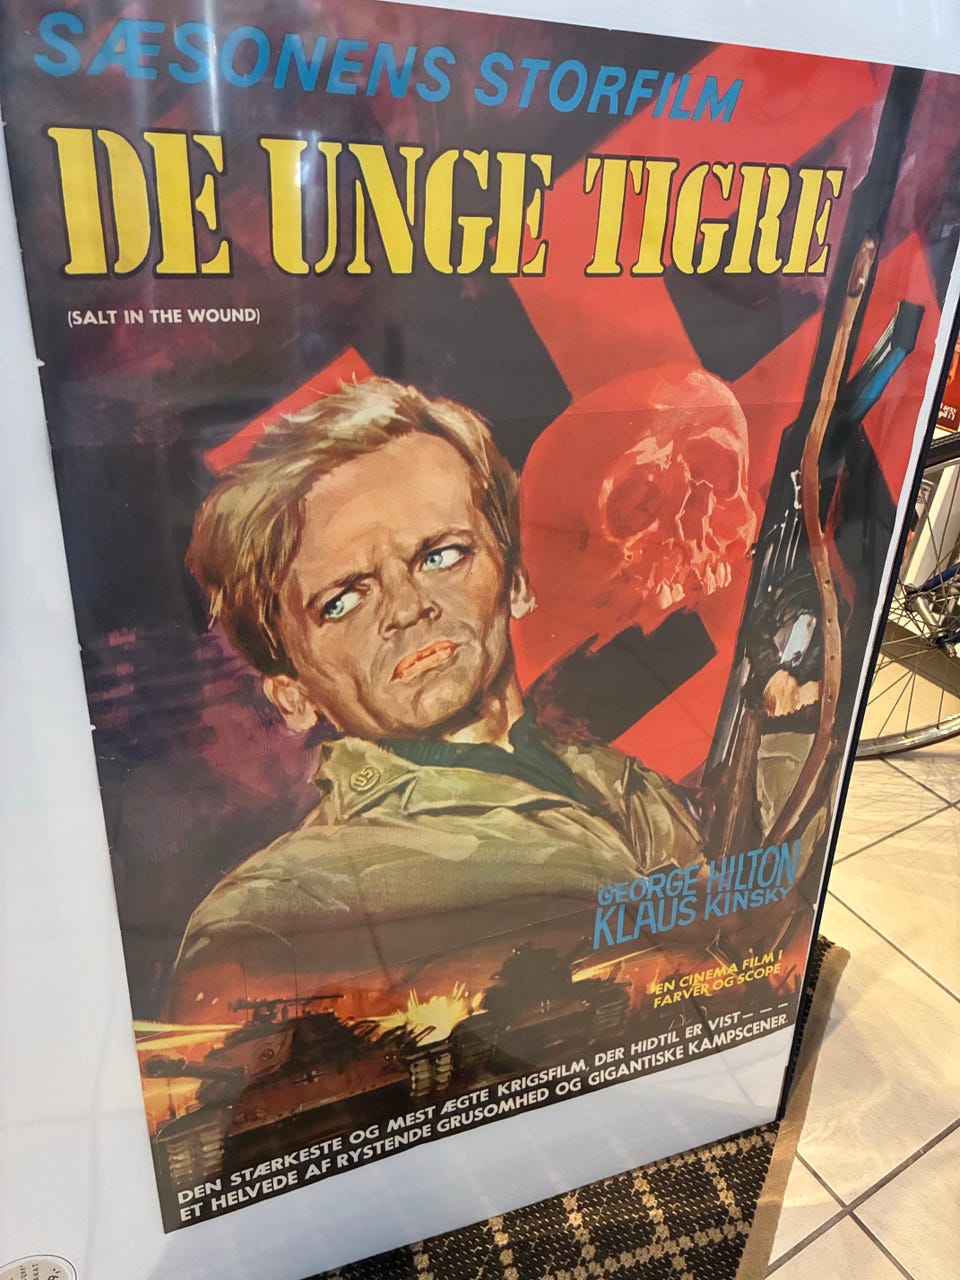 SÆSONENS STORFILM
DE UNGE TIGRE
(SALT IN THE WOUND)
US
GEORGE HILTON
KLAUS KINSKY
EN CINEMA FILM I
FARVER OG SCOPE
DEN STÆRKESTE OG MEST ÆGTE KRIGSFILM, DER HIDTIL ER VIST— — —
ET HELVEDE AF RYSTENDE GRUSOMHED OG GIGANTISKE KAMPSCENER.